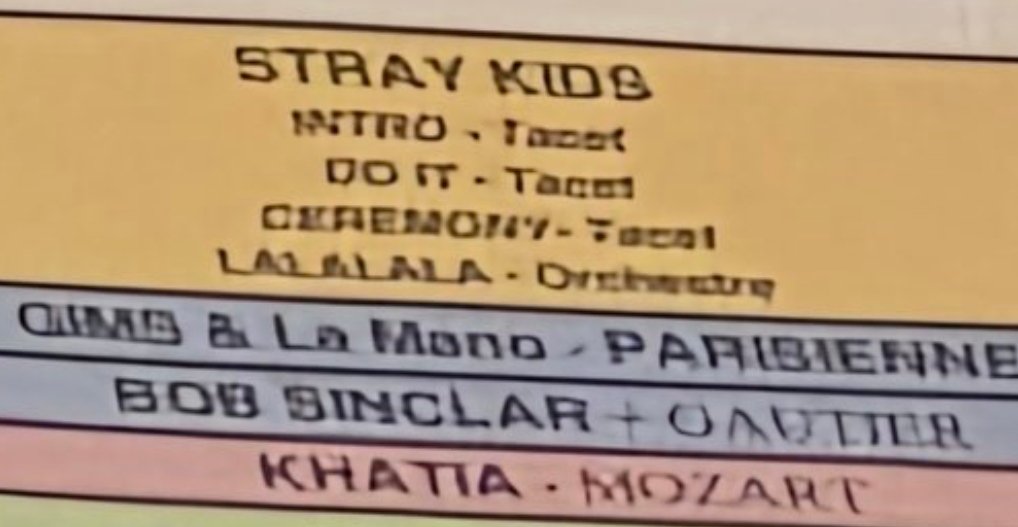 STRAY KIDS
INTRO - Tacet
DO IT - Tacet
CEREMONY - Tacet
LALALALA - Orchestre
GIMS & La Mano - PARISIENNE
BOB SINCLAR + GAUTIER
KHATIA - MOZART